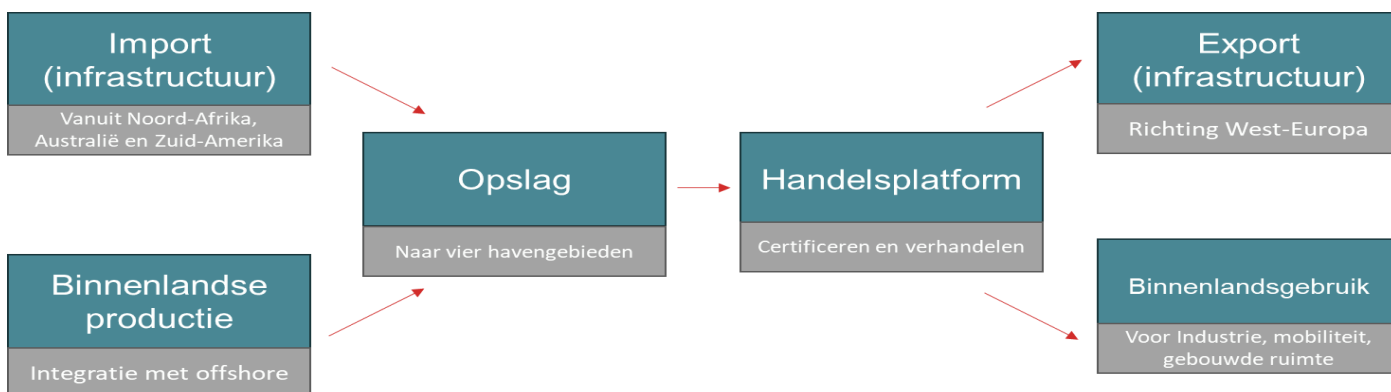 Import
(infrastructuur)
Vanuit Noord-Afrika,
Australië en Zuid-Amerika
Binnenlandse
productie
Integratie met offshore
Opslag
Naar vier havengebieden
Handelsplatform
Certificeren en verhandelen
Export
(infrastructuur)
Richting West-Europa
Binnenlandsgebruik
Voor Industrie, mobiliteit,
gebouwde ruimte